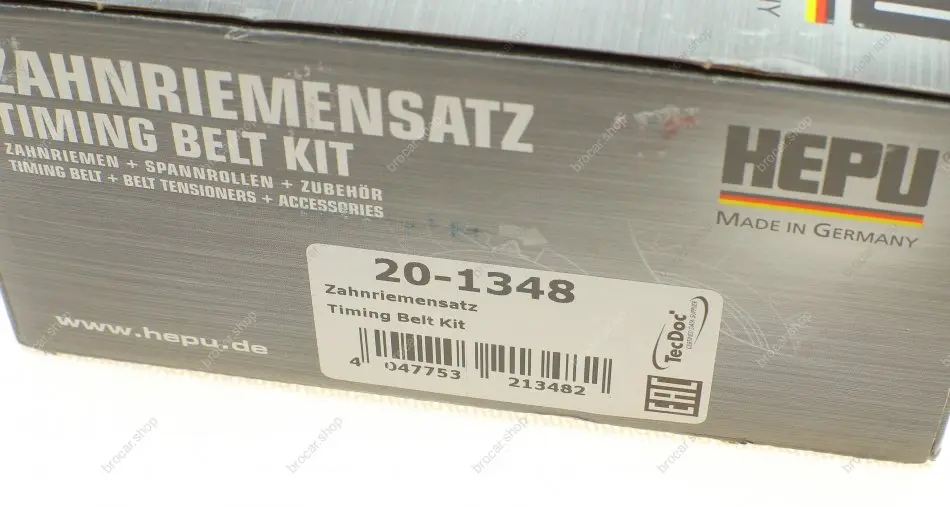 ZAHNRIEMENSATZ
TIMING BELT KIT
ZAHNRIEMEN + SPANNROLLEN + ZUBEHÖR
TIMING BELT + BELT TENSIONERS + ACCESSORIES
HEPU®
MADE IN GERMANY
20-1348
Zahnriemensatz
Timing Belt Kit
4 047753 213482
TecDoc
EAC
www.hepu.de
brocar.shop